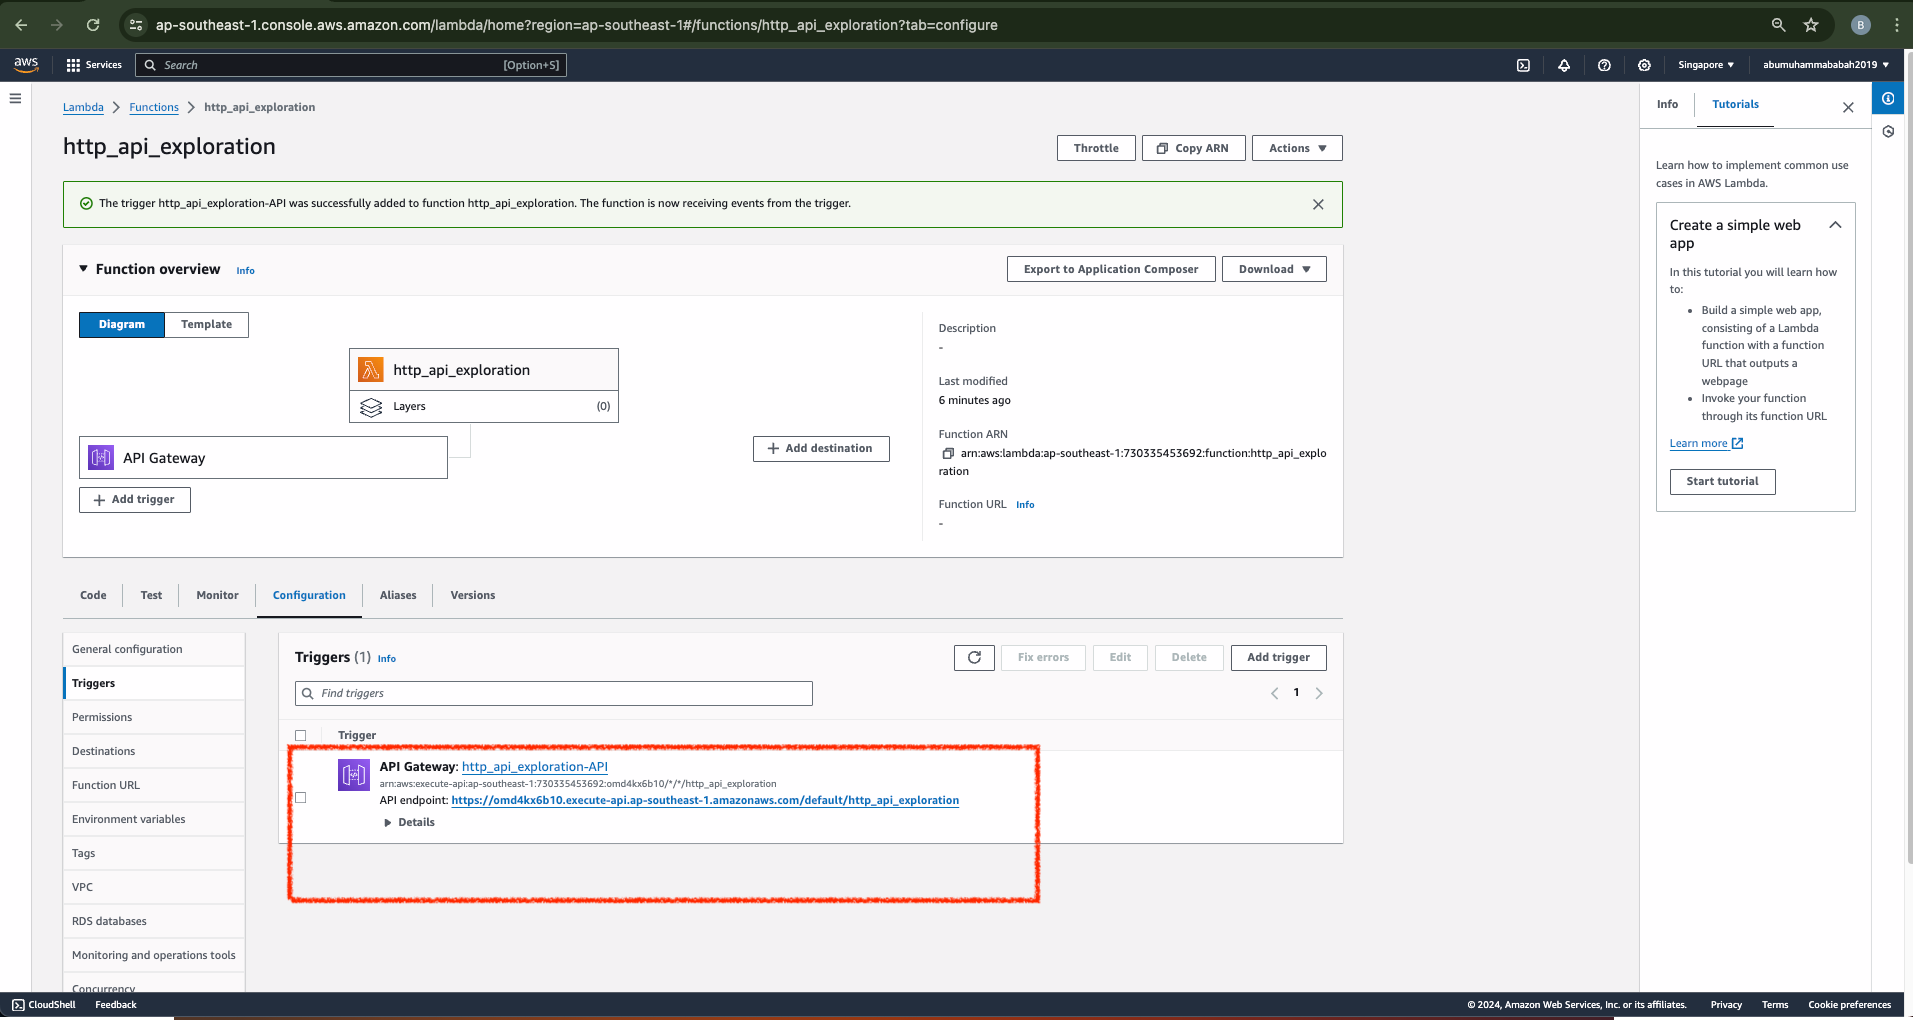 ap-southeast-1.console.aws.amazon.com/lambda/home?region=ap-southeast-1#/functions/http_api_exploration?tab=configure
B
aws
Services
Search
[Option+S]
Singapore
abumuhammababah2019
Lambda
Functions
http_api_exploration
http_api_exploration
Throttle
Copy ARN
Actions
The trigger http_api_exploration-API was successfully added to function http_api_exploration. The function is now receiving events from the trigger.
Function overview
Info
Export to Application Composer
Download
Diagram
Template
http_api_exploration
Layers
(0)
API Gateway
+ Add trigger
+ Add destination
Description
-
Last modified
6 minutes ago
Function ARN
arn:aws:lambda:ap-southeast-1:730335453692:function:http_api_explo
ration
Function URL Info
-
Code
Test
Monitor
Configuration
Aliases
Versions
General configuration
Triggers
Permissions
Destinations
Function URL
Environment variables
Tags
VPC
RDS databases
Monitoring and operations tools
Concurrency
Triggers (1) Info
Fix errors
Edit
Delete
Add trigger
Find triggers
1
Trigger
API Gateway: http_api_exploration-API
arn:aws:execute-api:ap-southeast-1:730335453692:omd4kx6b10/*/*/http_api_exploration
API endpoint: https://omd4kx6b10.execute-api.ap-southeast-1.amazonaws.com/default/http_api_exploration
Details
Info
Tutorials
Learn how to implement common use
cases in AWS Lambda.
Create a simple web
app
In this tutorial you will learn how
to:
• Build a simple web app,
consisting of a Lambda
function with a function
URL that outputs a
webpage
• Invoke your function
through its function URL
Learn more
Start tutorial
CloudShell
Feedback
© 2024, Amazon Web Services, Inc. or its affiliates.
Privacy
Terms
Cookie preferences